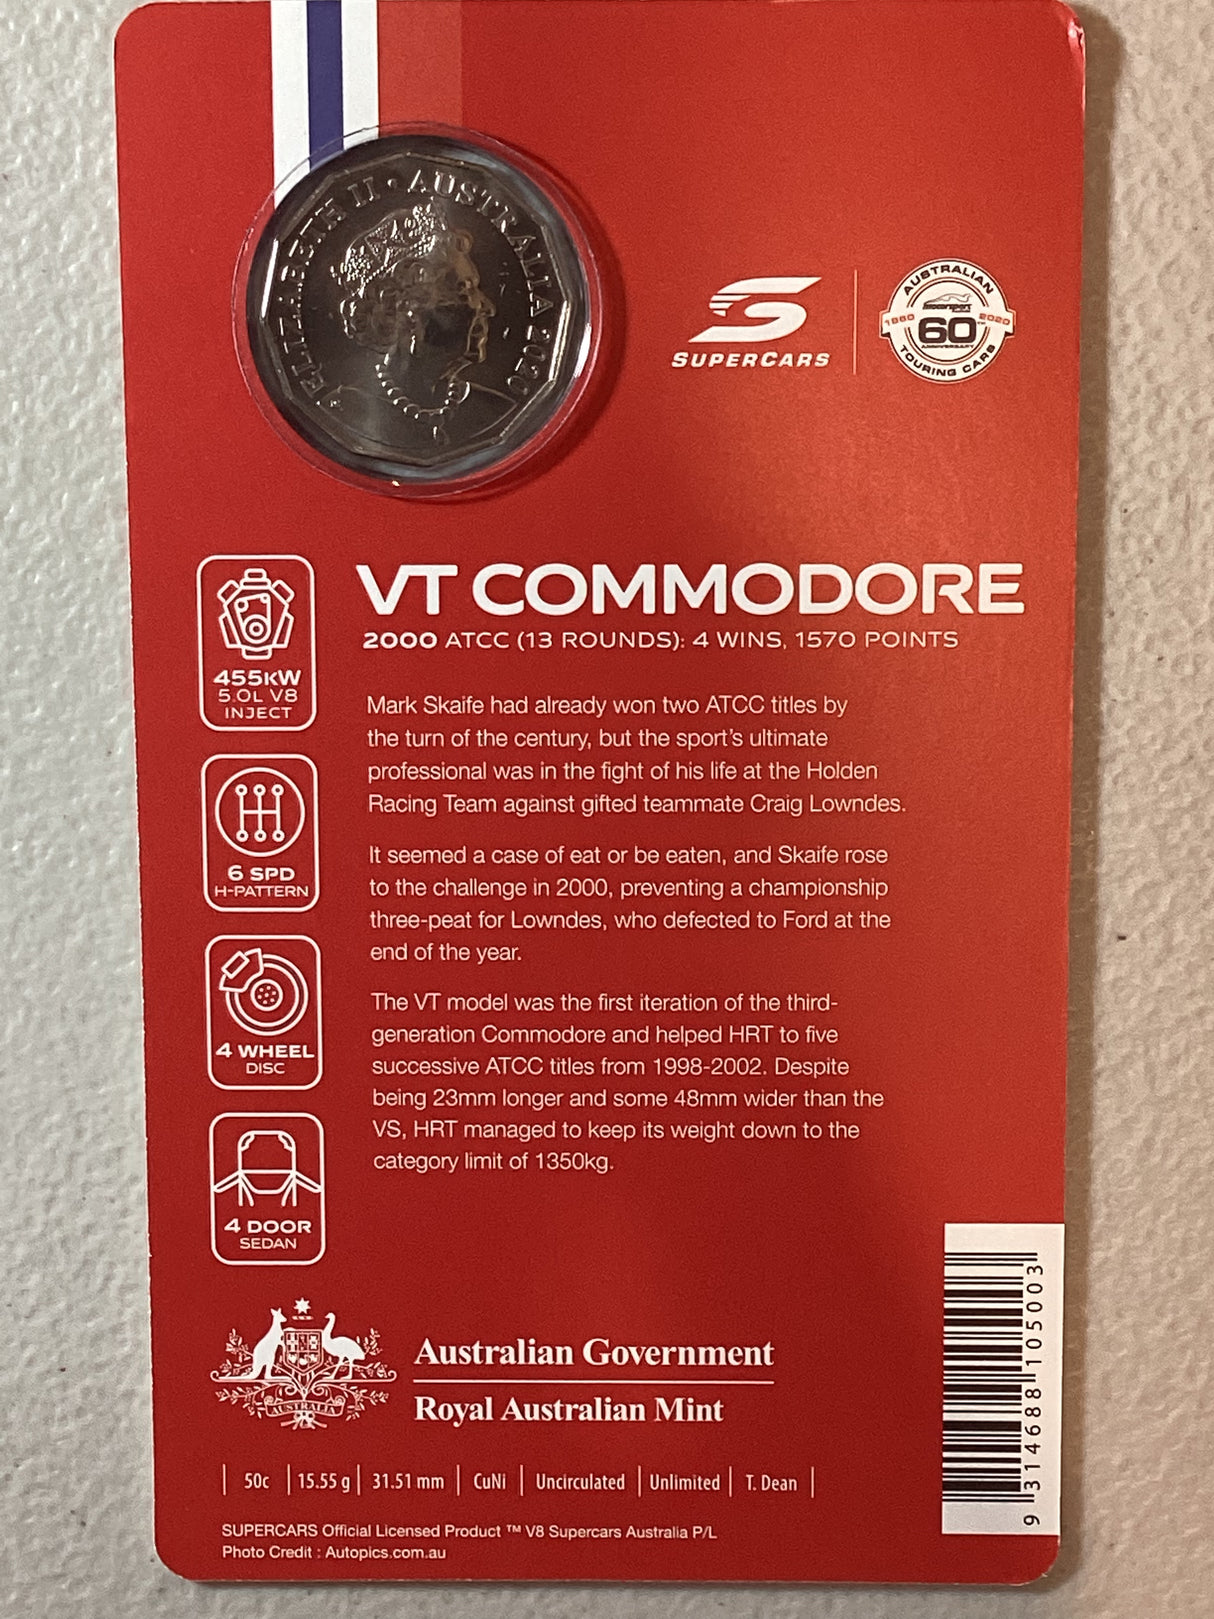 ELIZABETH II • AUSTRALIA 2020
SUPERCARS
AUSTRALIAN
1960 60TH 2020
ANNIVERSARY
TOURING CARS
VT COMMODORE
2000 ATCC (13 ROUNDS): 4 WINS, 1570 POINTS
455KW
5.0L V8
INJECT
6 SPD
H-PATTERN
4 WHEEL
DISC
4 DOOR
SEDAN
Mark Skaife had already won two ATCC titles by
the turn of the century, but the sport's ultimate
professional was in the fight of his life at the Holden
Racing Team against gifted teammate Craig Lowndes.
It seemed a case of eat or be eaten, and Skaife rose
to the challenge in 2000, preventing a championship
three-peat for Lowndes, who defected to Ford at the
end of the year.
The VT model was the first iteration of the third-
generation Commodore and helped HRT to five
successive ATCC titles from 1998-2002. Despite
being 23mm longer and some 48mm wider than the
VS, HRT managed to keep its weight down to the
category limit of 1350kg.
AUSTRALIA
Australian Government
Royal Australian Mint
| 50c | 15.55 g | 31.51 mm | CuNi | Uncirculated | Unlimited | T. Dean |
SUPERCARS Official Licensed Product ™ V8 Supercars Australia P/L
Photo Credit : Autopics.com.au
9 314688 105003